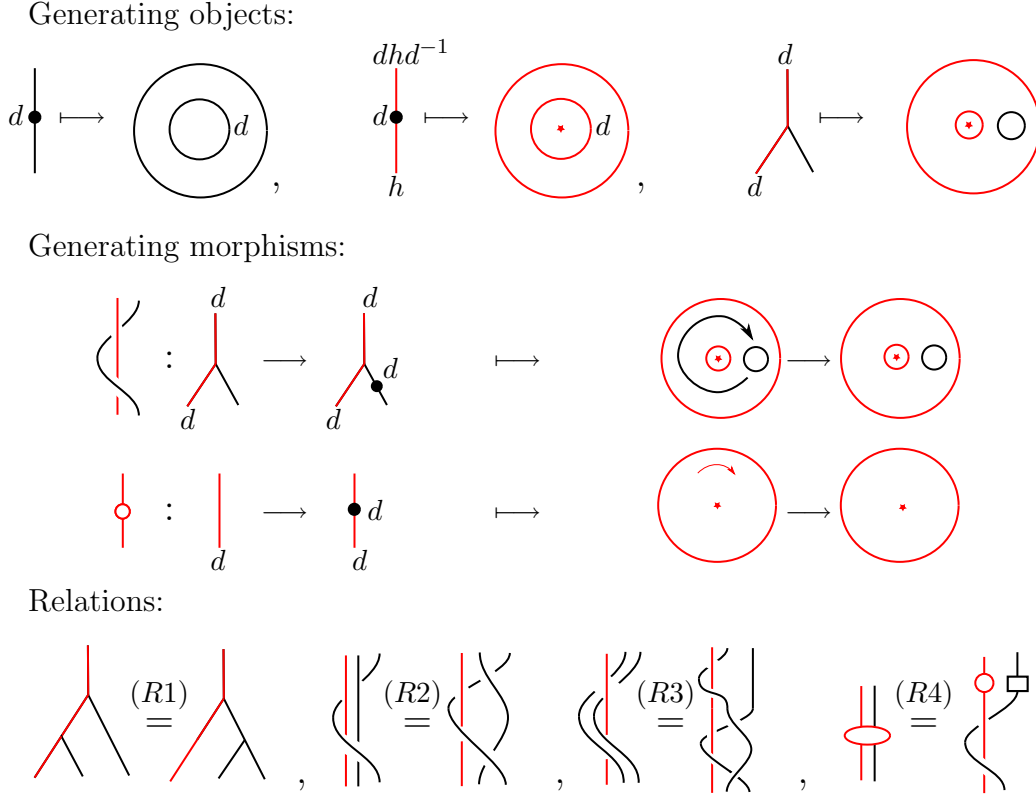 Generating objects:
dhd⁻¹ d
d ⟼ d , d ⟼ d , ⟼
h d
Generating morphisms:
d d
: ⟶ d ⟼ ⟶
d d
: ⟶ d ⟼ ⟶
d d
Relations:
(R1) = , (R2) = , (R3) = , (R4) =